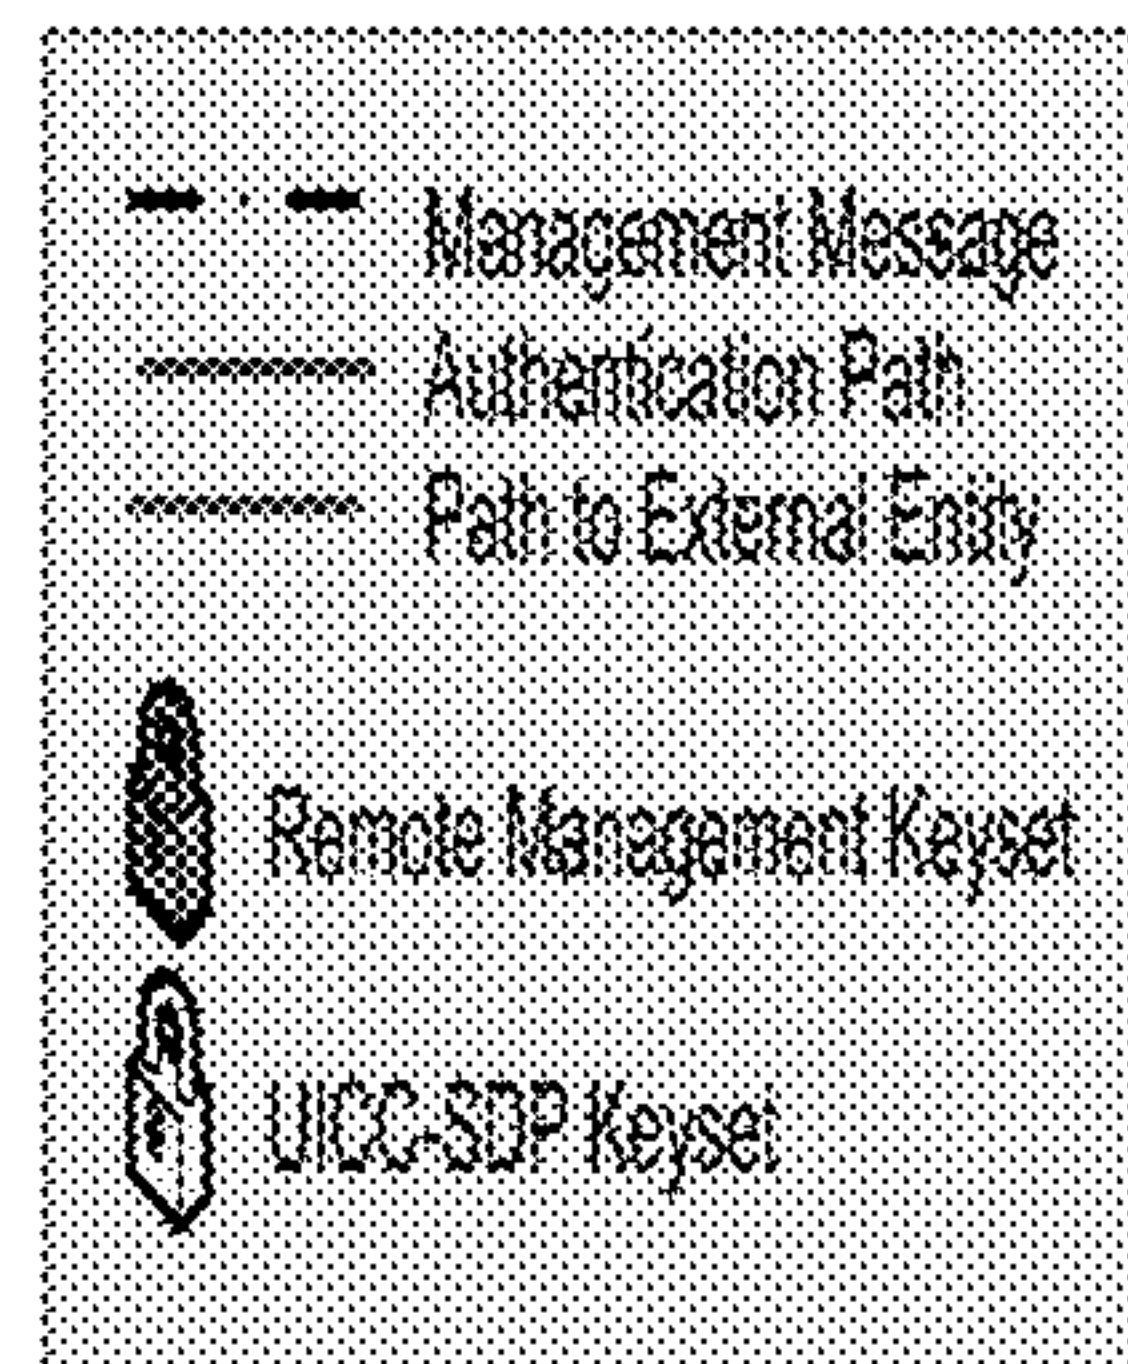 Management Message
Authentication Path
Path to External Entity
Remote Management Keyset
UICC-SDP Keyset